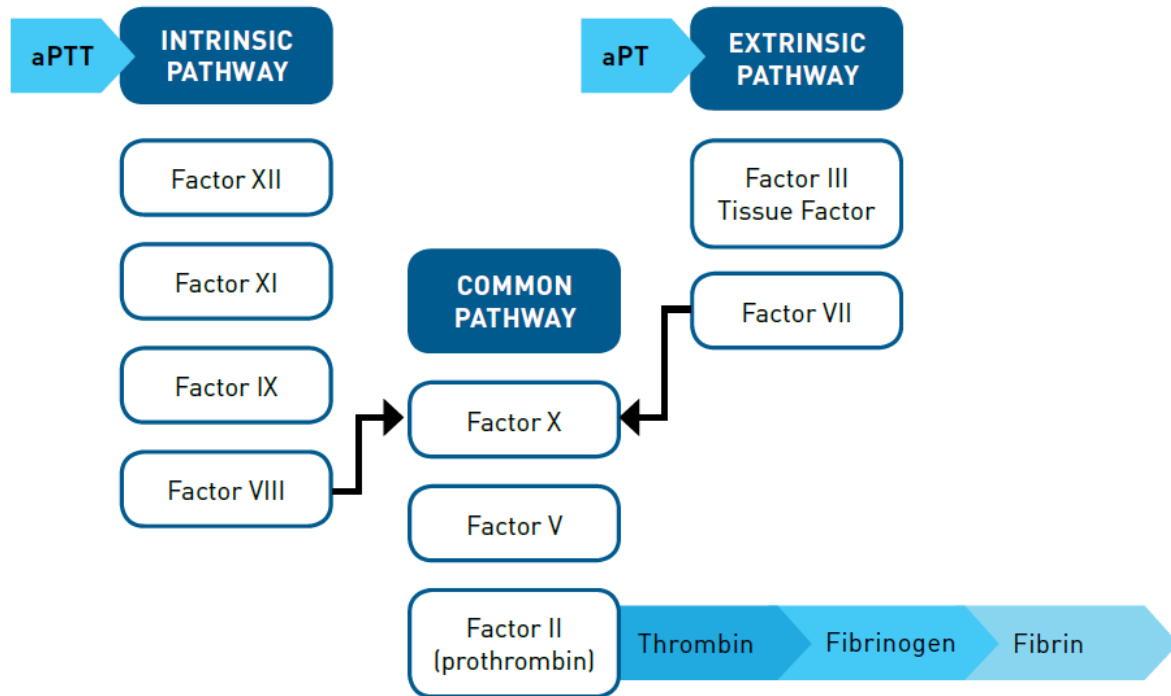 aPTT
INTRINSIC
PATHWAY
Factor XII
Factor XI
Factor IX
Factor VIII
COMMON
PATHWAY
Factor X
Factor V
Factor II
(prothrombin)
Thrombin
Fibrinogen
Fibrin
aPT
EXTRINSIC
PATHWAY
Factor III
Tissue Factor
Factor VII